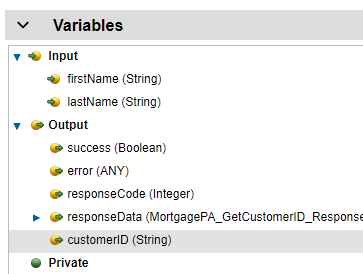 Variables
Input
firstName (String)
lastName (String)
Output
success (Boolean)
error (ANY)
responseCode (Integer)
responseData (MortgagePA_GetCustomerID_Response
customerID (String)
Private